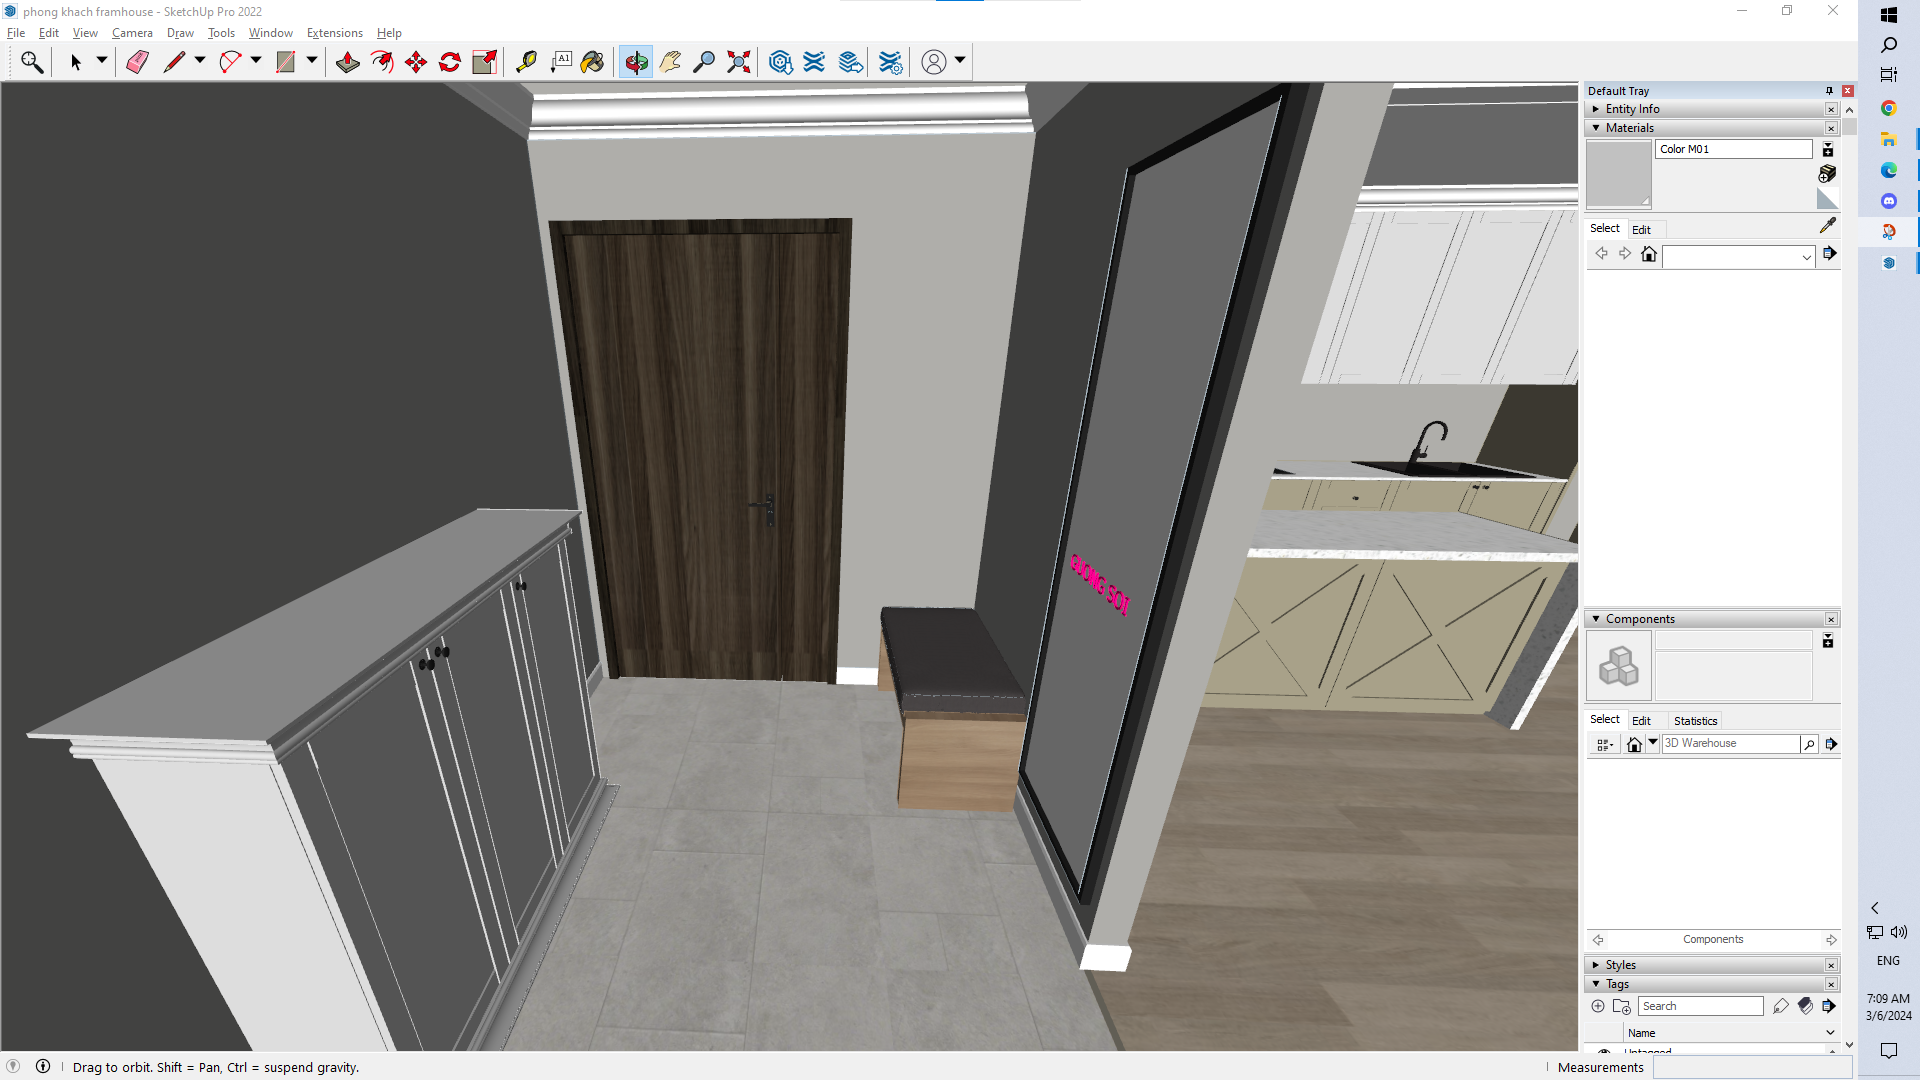 phong khach framhouse - SketchUp Pro 2022
File Edit View Camera Draw Tools Window Extensions Help
A1
Default Tray
Entity Info
Materials
Color M01
Select Edit
GUONG SOI
Components
Select Edit Statistics
3D Warehouse
Components
Styles
Tags
Search
Name
Untagged
Drag to orbit. Shift = Pan, Ctrl = suspend gravity.
Measurements
ENG
7:09 AM
3/6/2024